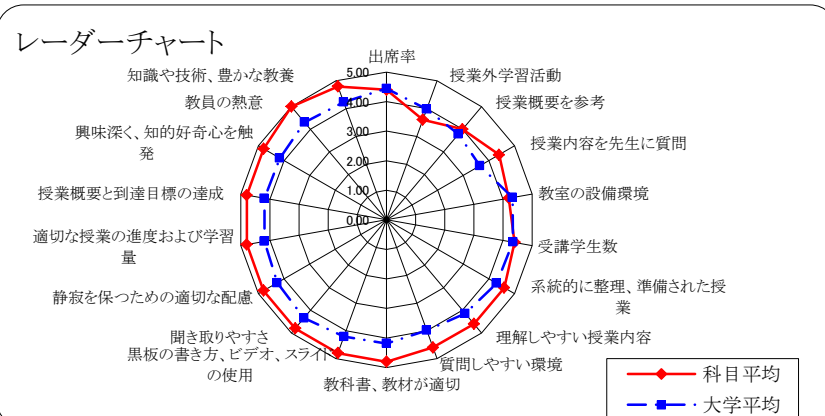 レーダーチャート
出席率
授業外学習活動
授業概要を参考
授業内容を先生に質問
教室の設備環境
受講学生数
系統的に整理、準備された授
業
理解しやすい授業内容
質問しやすい環境
教科書、教材が適切
黒板の書き方、ビデオ、スライド
の使用
聞き取りやすさ
静寂を保つための適切な配慮
適切な授業の進度および学習
量
授業概要と到達目標の達成
興味深く、知的好奇心を触
発
教員の熱意
知識や技術、豊かな教養
5.00
4.00
3.00
2.00
1.00
0.00
科目平均
大学平均